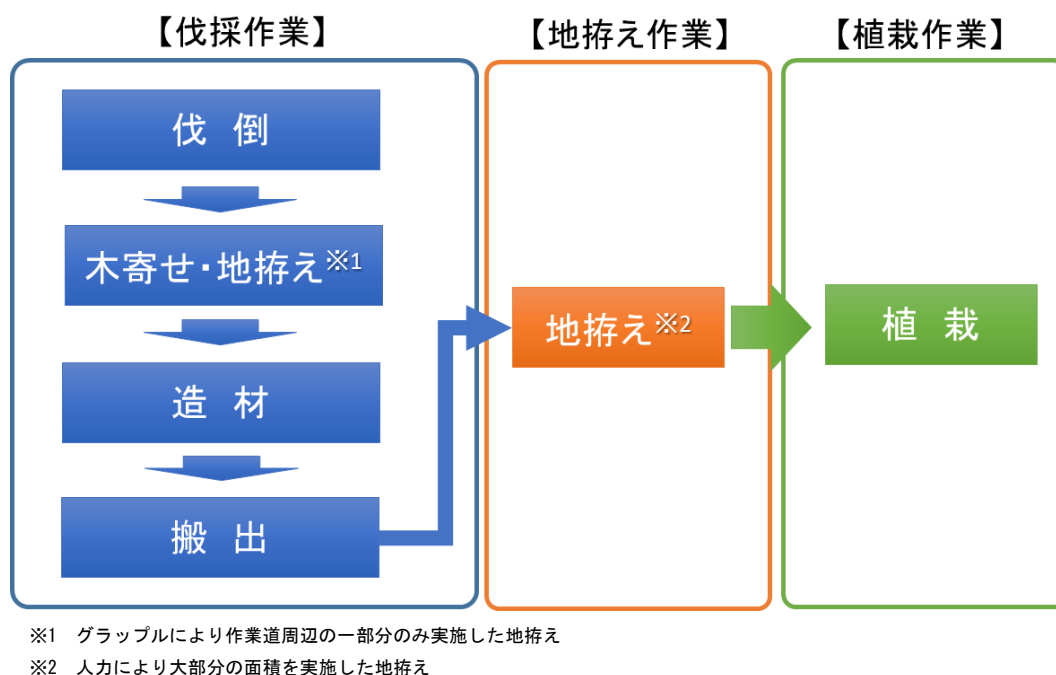 【伐採作業】
伐 倒
木寄せ・地拵え※1
造 材
搬 出
【地拵え作業】
地拵え※2
【植栽作業】
植 栽
※1 グラップルにより作業道周辺の一部分のみ実施した地拵え
※2 人力により大部分の面積を実施した地拵え